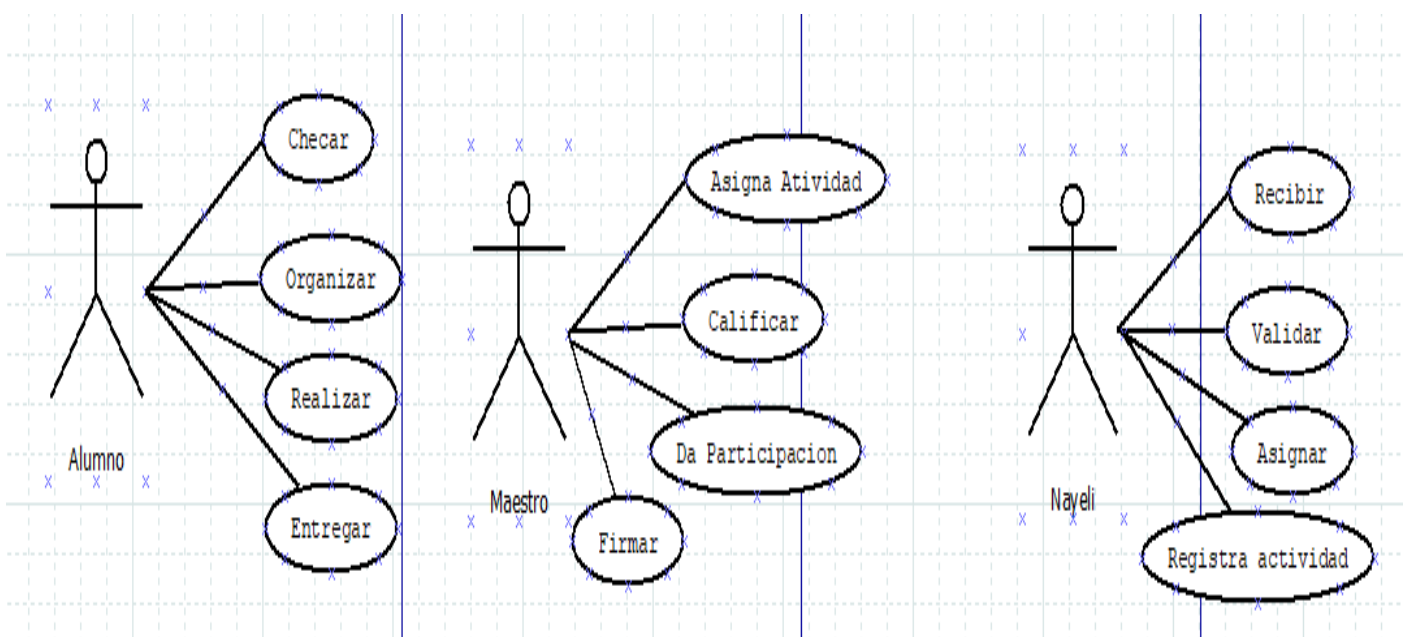 Checar
Organizar
Realizar
Alumno
Entregar
Asigna Atividad
Calificar
Da Participacion
Maestro
Firmar
Recibir
Validar
Asignar
Nayeli
Registra actividad